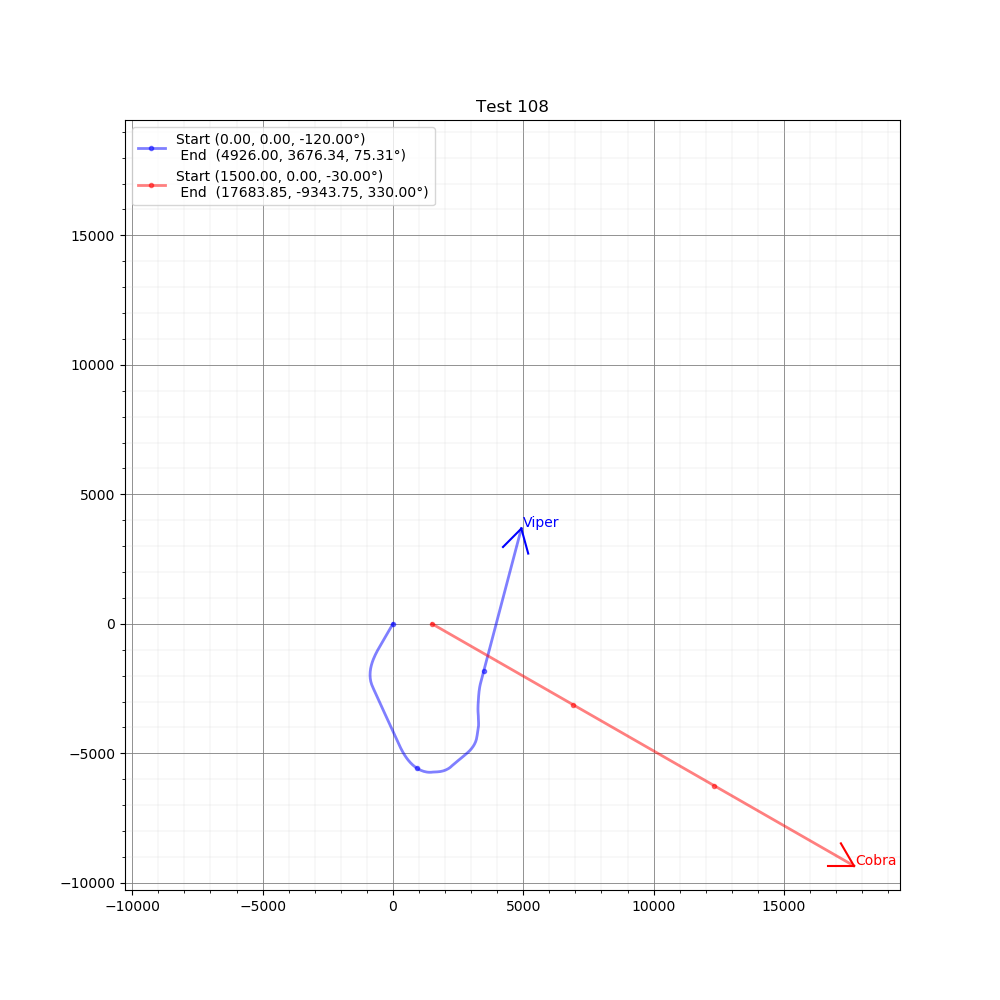 Test 108
Start (0.00, 0.00, -120.00°)
End  (4926.00, 3676.34, 75.31°)
Start (1500.00, 0.00, -30.00°)
End  (17683.85, -9343.75, 330.00°)
15000
10000
5000
0
−5000
−10000
Viper
Cobra
−10000 −5000 0 5000 10000 15000